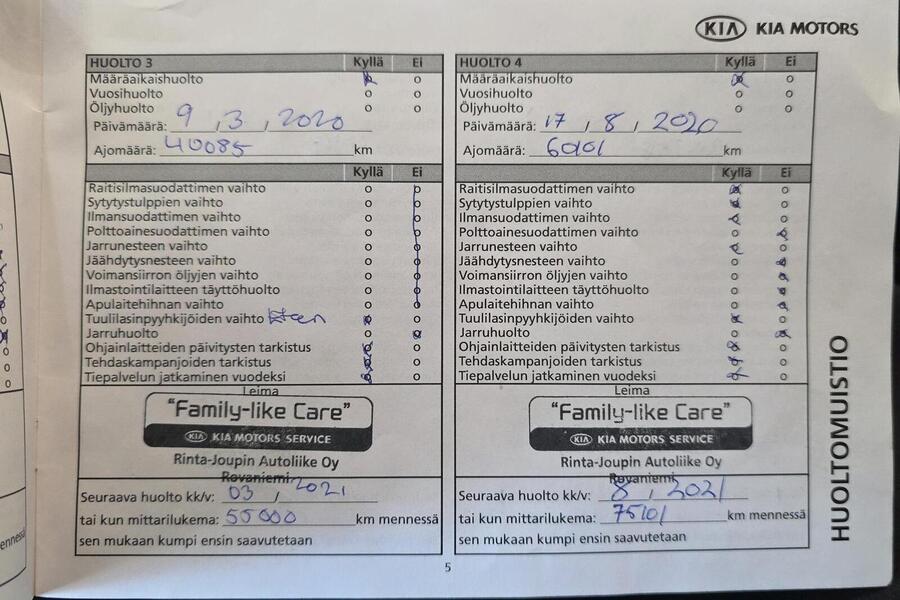 KIA KIA MOTORS
HUOLTO 3 Kyllä Ei
Määräaikaishuolto
Vuosihuolto
Öljyhuolto
Päivämäärä: 9 , 3 , 2020
Ajomäärä: 40085 km
Kyllä Ei
Raitisilmasuodattimen vaihto
Sytytystulppien vaihto
Ilmansuodattimen vaihto
Polttoainesuodattimen vaihto
Jarrunesteen vaihto
Jäähdytysnesteen vaihto
Voimansiirron öljyjen vaihto
Ilmastointilaitteen täyttöhuolto
Apulaitehihnan vaihto
Tuulilasinpyyhkijöiden vaihto
Jarruhuolto
Ohjainlaitteiden päivitysten tarkistus
Tehdaskampanjoiden tarkistus
Tiepalvelun jatkaminen vuodeksi
Leima
“Family-like Care”
KIA KIA MOTORS SERVICE
Rinta-Joupin Autoliike Oy
Rovaniemi
Seuraava huolto kk/v: 03 , 2021
tai kun mittarilukema: 55000 km mennessä
sen mukaan kumpi ensin saavutetaan
HUOLTO 4 Kyllä Ei
Määräaikaishuolto
Vuosihuolto
Öljyhuolto
Päivämäärä: 17 , 8 , 2020
Ajomäärä: 60101 km
Kyllä Ei
Raitisilmasuodattimen vaihto
Sytytystulppien vaihto
Ilmansuodattimen vaihto
Polttoainesuodattimen vaihto
Jarrunesteen vaihto
Jäähdytysnesteen vaihto
Voimansiirron öljyjen vaihto
Ilmastointilaitteen täyttöhuolto
Apulaitehihnan vaihto
Tuulilasinpyyhkijöiden vaihto
Jarruhuolto
Ohjainlaitteiden päivitysten tarkistus
Tehdaskampanjoiden tarkistus
Tiepalvelun jatkaminen vuodeksi
Leima
“Family-like Care”
KIA KIA MOTORS SERVICE
Rinta-Joupin Autoliike Oy
Rovaniemi
Seuraava huolto kk/v: 8 , 2021
tai kun mittarilukema: 75101 km mennessä
sen mukaan kumpi ensin saavutetaan
HUOLTOMUISTIO
5